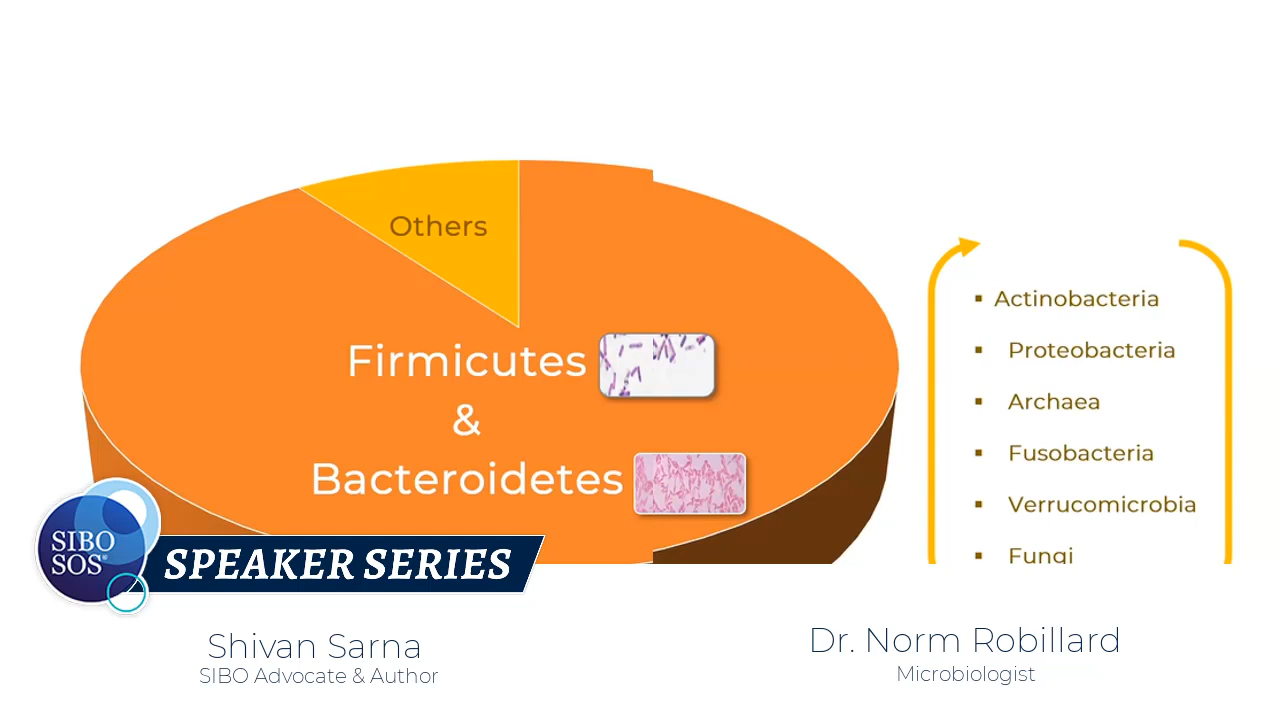 Others
Firmicutes
&
Bacteroidetes
▪ Actinobacteria
▪ Proteobacteria
▪ Archaea
▪ Fusobacteria
▪ Verrucomicrobia
▪ Fungi
SIBO
SOS®
SPEAKER SERIES
Shivan Sarna
SIBO Advocate & Author
Dr. Norm Robillard
Microbiologist